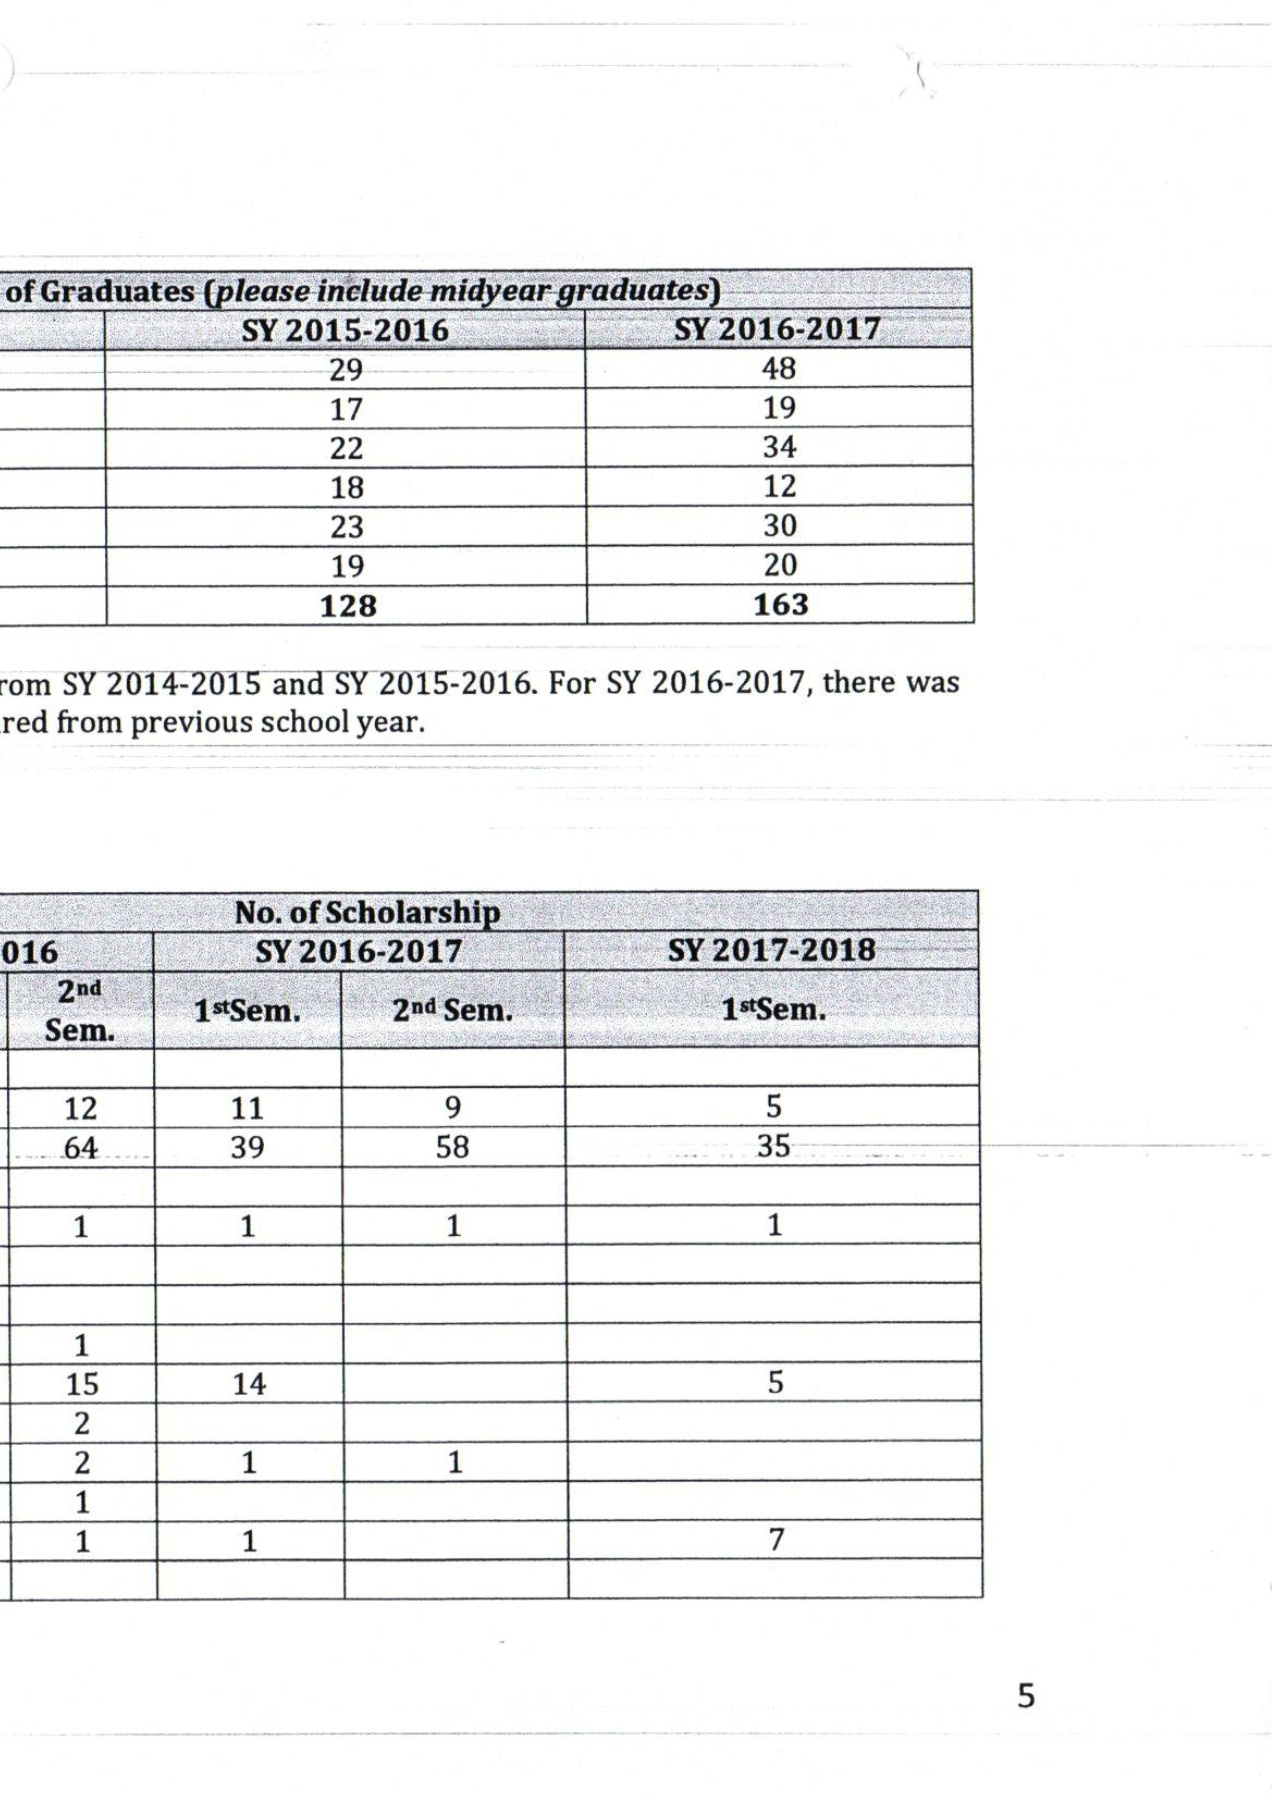 of Graduates (please include midyear graduates)
SY 2015-2016 SY 2016-2017
29 48
17 19
22 34
18 12
23 30
19 20
128 163
rom SY 2014-2015 and SY 2015-2016. For SY 2016-2017, there was
red from previous school year.
No. of Scholarship
016 SY 2016-2017 SY 2017-2018
2nd
Sem. 1stSem. 2nd Sem. 1stSem.
12 11 9 5
64 39 58 35
1 1 1 1
1
15 14 5
2
2 1 1
1
1 1 7
5